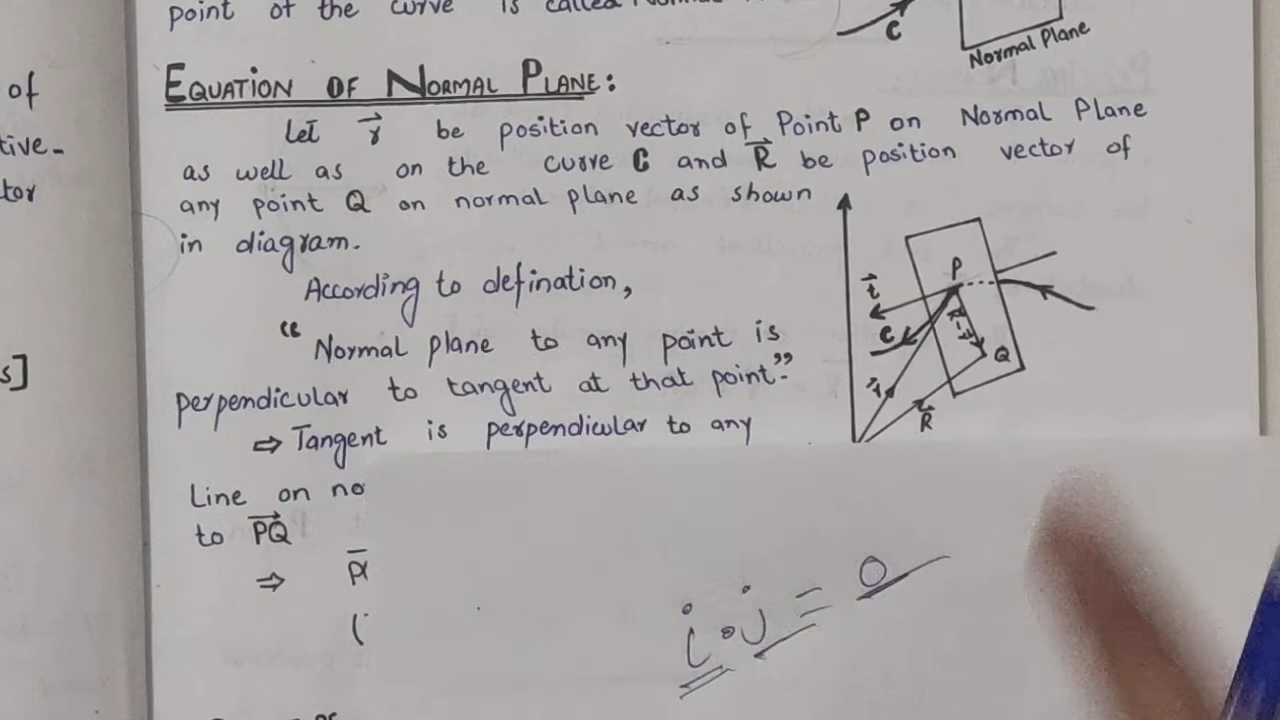 point of the curve is called
C
Normal Plane
of
EQUATION OF NORMAL PLANE:
tive-
tor
Let r⃗ be position vector of Point P on Normal Plane
as well as on the curve C and R⃗ be position vector of
any point Q on normal plane as shown
in diagram.
According to defination,
"Normal plane to any point is
perpendicular to tangent at that point."
⇒ Tangent is perpendicular to any
P
t⃗
C
R⃗-r⃗
Q
r⃗
R⃗
s]
Line on no
to P⃗Q⃗
⇒
(
i.j = 0